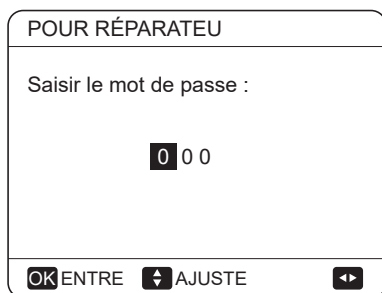 POUR RÉPARATEU
Saisir le mot de passe :
0 0 0
OK ENTRE AJUSTE